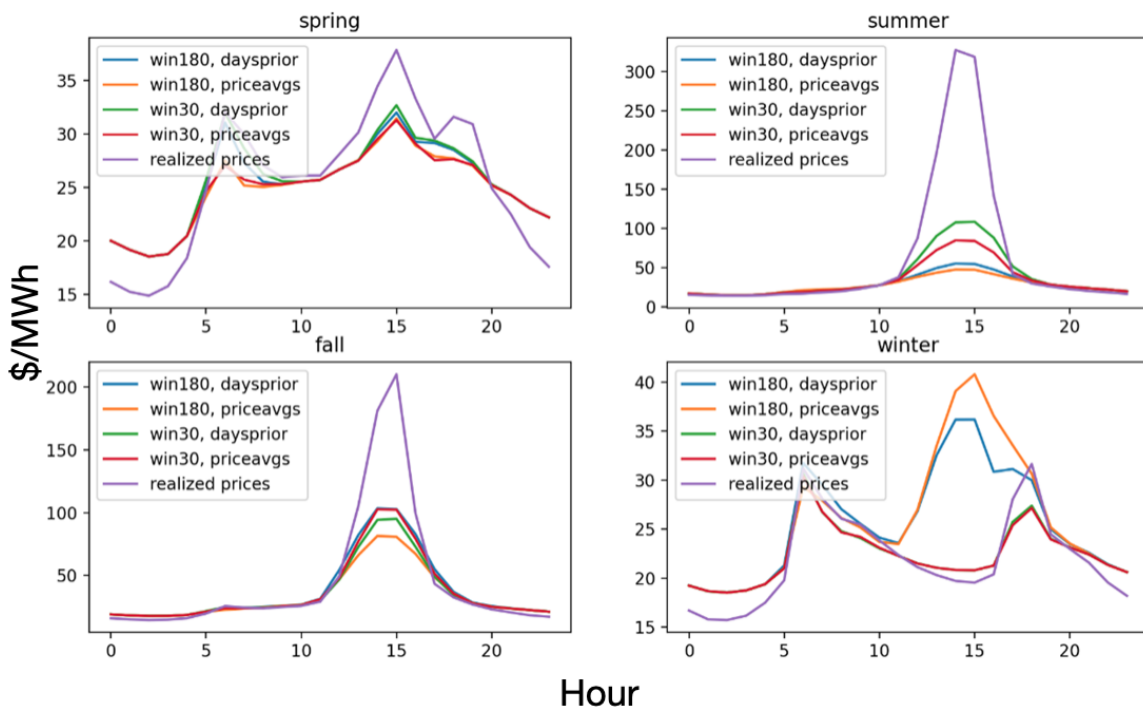 spring
win180, daysprior
win180, priceavgs
win30, daysprior
win30, priceavgs
realized prices
35
30
25
20
15
0 5 10 15 20
summer
win180, daysprior
win180, priceavgs
win30, daysprior
win30, priceavgs
realized prices
300
250
200
150
100
50
0
0 5 10 15 20
$/MWh
fall
win180, daysprior
win180, priceavgs
win30, daysprior
win30, priceavgs
realized prices
200
150
100
50
0 5 10 15 20
winter
win180, daysprior
win180, priceavgs
win30, daysprior
win30, priceavgs
realized prices
40
35
30
25
20
15
0 5 10 15 20
Hour